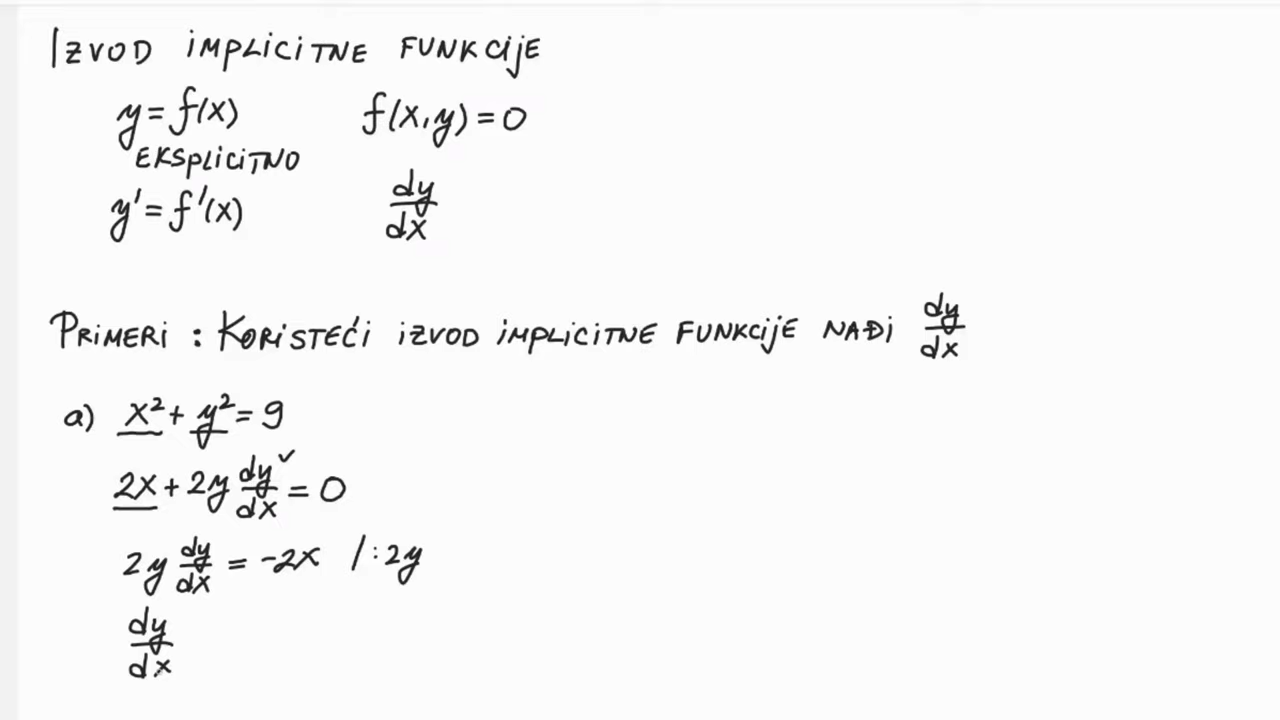 IZVOD IMPLICITNE FUNKCIJE
y = f(x) f(x,y) = 0
EKSPLICITNO
y' = f'(x) dy/dx
PRIMERI : KORISTEĆI IZVOD IMPLICITNE FUNKCIJE NAĐI dy/dx
a) x² + y² = 9
2x + 2y dy/dx ✓ = 0
2y dy/dx = -2x /: 2y
dy/dx